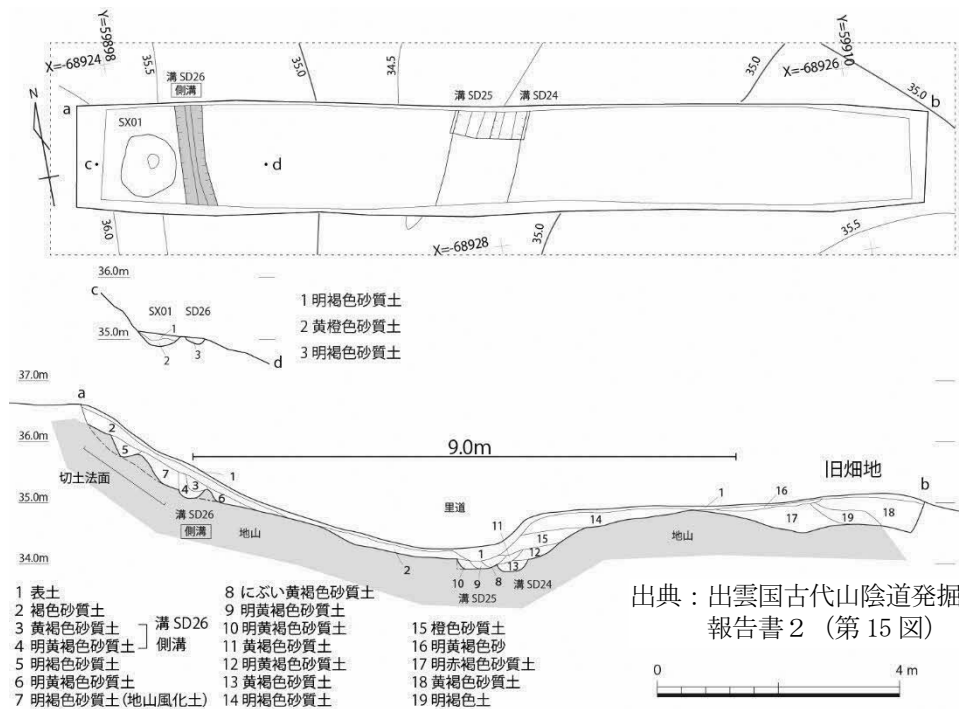 Y=59898
Y=59910
X=-68924
35.5
35.0
34.5
35.0
X=-68926
35.0
溝 SD26
側溝
溝 SD25
溝 SD24
N
a
b
SX01
c
d
36.0
X=-68928
35.0
35.5
36.0m
c
SX01
SD26
1
35.0m
2
3
d
1 明褐色砂質土
2 黄橙色砂質土
3 明褐色砂質土
37.0m
a
36.0m
2
5
7
4
3
6
1
9.0m
旧畑地
切土法面
35.0m
里道
11
14
1
16
b
溝 SD26
側溝
地山
15
17
19
18
34.0m
2
1
12
13
地山
10
9
8
溝 SD24
溝 SD25
1 表土
2 褐色砂質土
3 黄褐色砂質土
4 明黄褐色砂質土
溝 SD26
側溝
5 明褐色砂質土
6 明黄褐色砂質土
7 明褐色砂質土(地山風化土)
8 にぶい黄褐色砂質土
9 明黄褐色砂質土
10 明黄褐色砂質土
11 黄褐色砂質土
12 明黄褐色砂質土
13 黄褐色砂質土
14 明褐色砂質土
15 橙色砂質土
16 明黄褐色砂
17 明赤褐色砂質土
18 黄褐色砂質土
19 明褐色土
出典：出雲国古代山陰道発掘
報告書２（第 15 図）
0
4 m